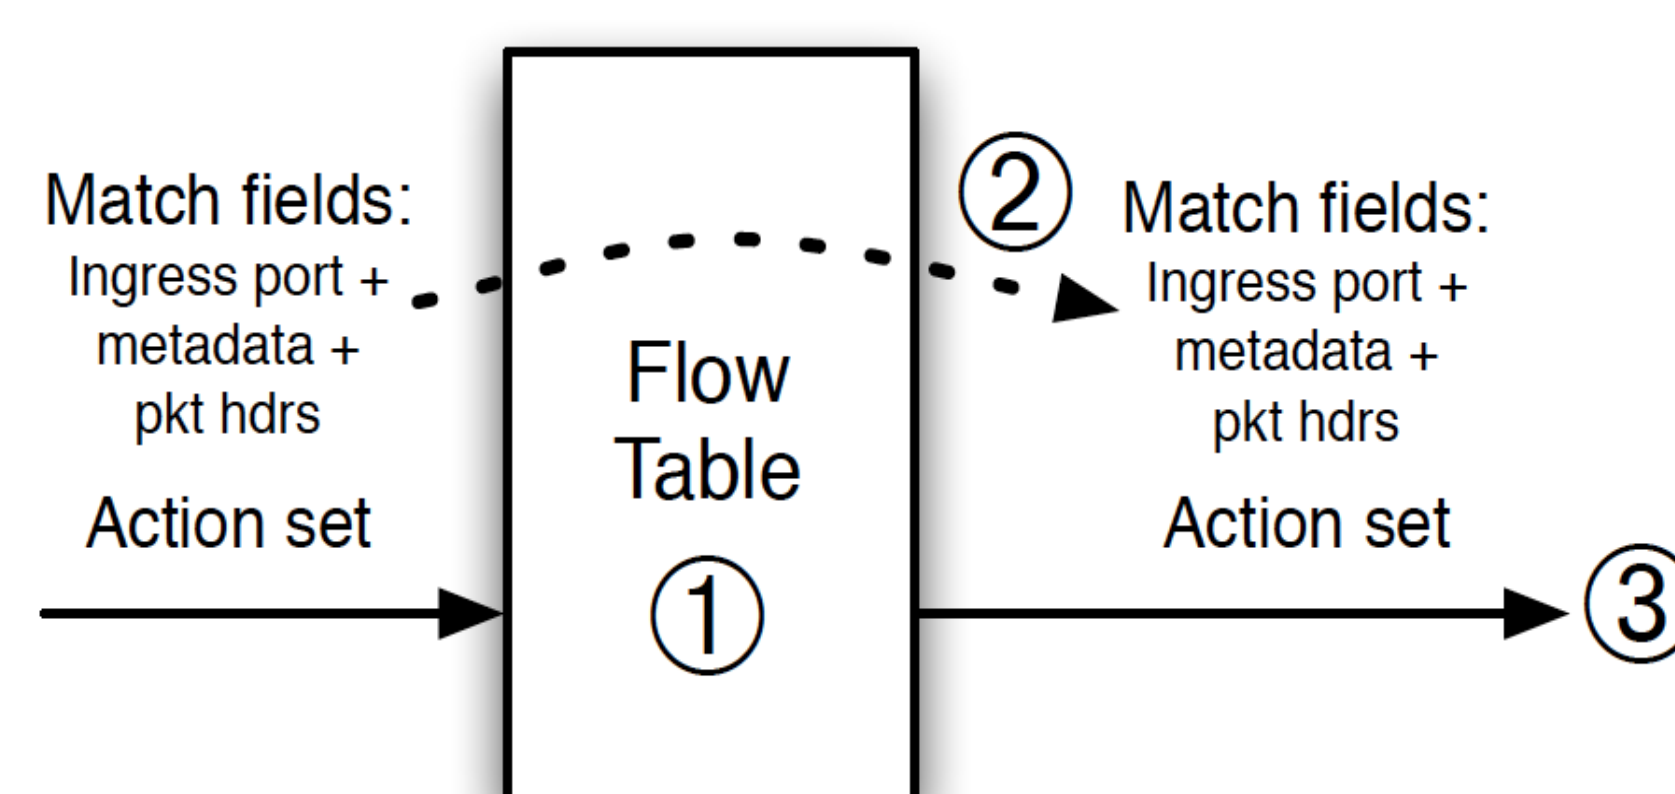 Match fields:
Ingress port +
metadata +
pkt hdrs
Action set
Flow
Table
1
2
Match fields:
Ingress port +
metadata +
pkt hdrs
Action set
3